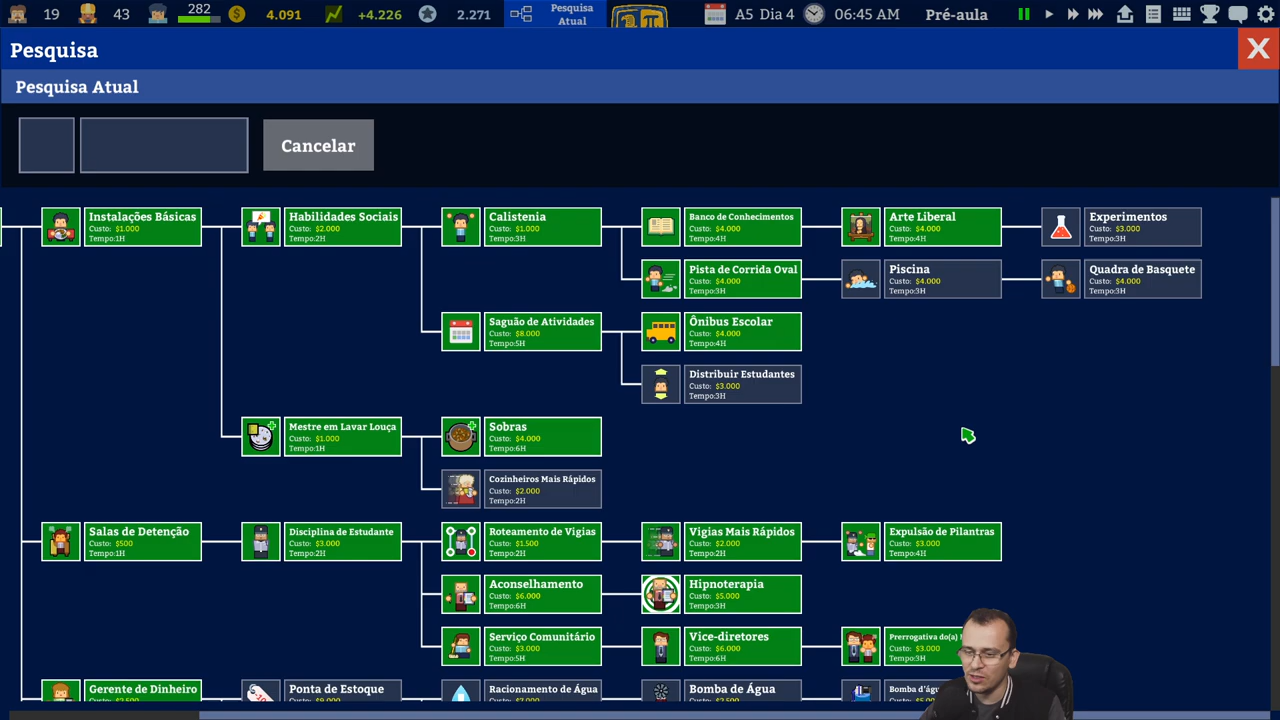 19 43 282 4.091 +4.226 2.271 Pesquisa Atual A5 Dia 4 06:45 AM Pré-aula
Pesquisa
Pesquisa Atual
Cancelar
Instalações Básicas
Custo: $1.000
Tempo:1H
Habilidades Sociais
Custo: $2.000
Tempo:2H
Calistenia
Custo: $1.000
Tempo:3H
Banco de Conhecimentos
Custo: $4.000
Tempo:4H
Arte Liberal
Custo: $4.000
Tempo:4H
Experimentos
Custo: $3.000
Tempo:3H
Pista de Corrida Oval
Custo: $4.000
Tempo:3H
Piscina
Custo: $4.000
Tempo:3H
Quadra de Basquete
Custo: $4.000
Tempo:3H
Saguão de Atividades
Custo: $8.000
Tempo:5H
Ônibus Escolar
Custo: $4.000
Tempo:4H
Distribuir Estudantes
Custo: $3.000
Tempo:3H
Mestre em Lavar Louça
Custo: $1.000
Tempo:1H
Sobras
Custo: $4.000
Tempo:6H
Cozinheiros Mais Rápidos
Custo: $2.000
Tempo:2H
Salas de Detenção
Custo: $500
Tempo:1H
Disciplina de Estudante
Custo: $3.000
Tempo:2H
Roteamento de Vigias
Custo: $1.500
Tempo:2H
Vigias Mais Rápidos
Custo: $2.000
Tempo:2H
Expulsão de Pilantras
Custo: $3.000
Tempo:4H
Aconselhamento
Custo: $6.000
Tempo:6H
Hipnoterapia
Custo: $5.000
Tempo:3H
Serviço Comunitário
Custo: $3.000
Tempo:5H
Vice-diretores
Custo: $6.000
Tempo:6H
Prerrogativa do(a)
Custo: $3.000
Tempo:3H
Gerente de Dinheiro
Ponta de Estoque
Racionamento de Água
Bomba de Água
Bomba d'água